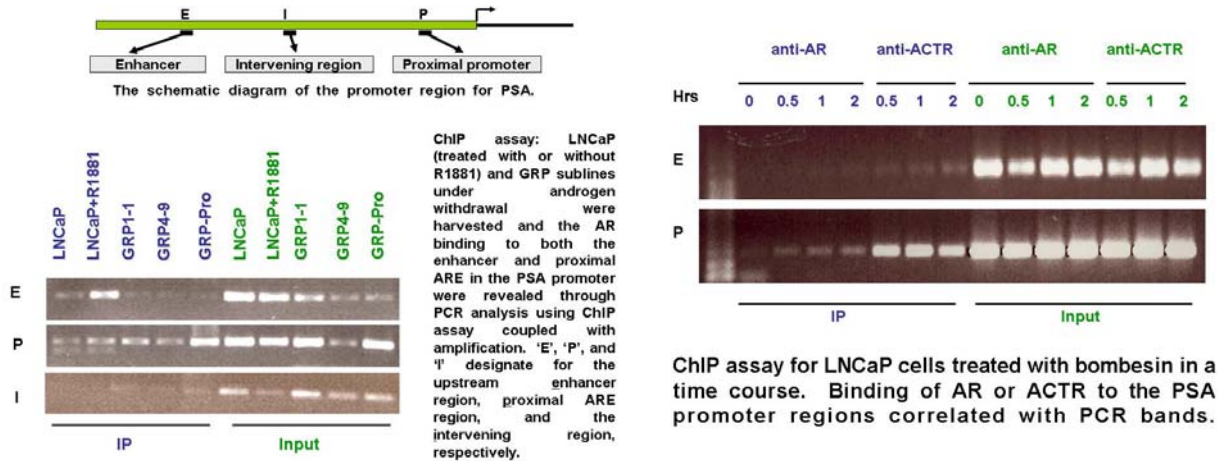 E I P
Enhancer Intervening region Proximal promoter
The schematic diagram of the promoter region for PSA.
LNCaP
LNCaP+R1881
GRP1-1
GRP4-9
GRP-Pro
LNCaP
LNCaP+R1881
GRP1-1
GRP4-9
GRP-Pro
E
P
I
IP Input
ChIP assay: LNCaP
(treated with or without
R1881) and GRP sublines
under androgen
withdrawal were
harvested and the AR
binding to both the
enhancer and proximal
ARE in the PSA promoter
were revealed through
PCR analysis using ChIP
assay coupled with
amplification. ‘E’, ‘P’, and
‘I’ designate for the
upstream enhancer
region, proximal ARE
region, and the
intervening region,
respectively.
anti-AR anti-ACTR anti-AR anti-ACTR
Hrs 0 0.5 1 2 0.5 1 2 0 0.5 1 2 0.5 1 2
E
P
IP Input
ChIP assay for LNCaP cells treated with bombesin in a
time course. Binding of AR or ACTR to the PSA
promoter regions correlated with PCR bands.